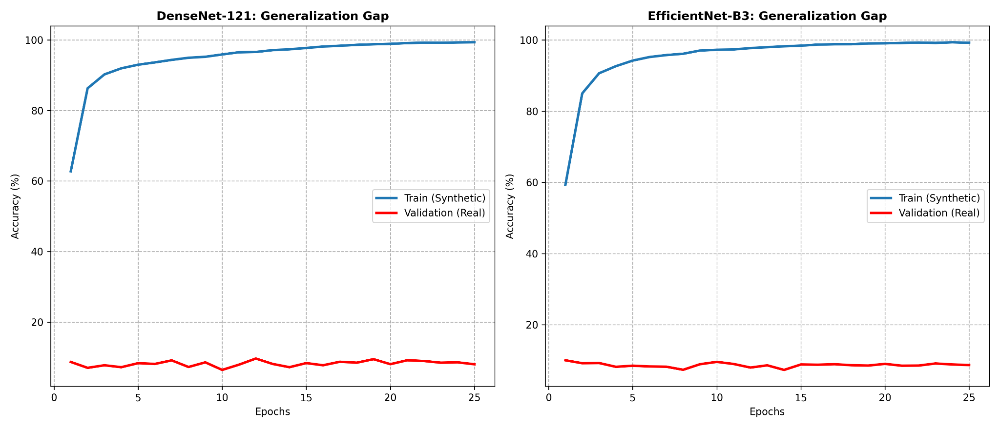 DenseNet-121: Generalization Gap
100
80
60
40
20
Accuracy (%)
Train (Synthetic)
Validation (Real)
0 5 10 15 20 25
Epochs
EfficientNet-B3: Generalization Gap
100
80
60
40
20
Accuracy (%)
Train (Synthetic)
Validation (Real)
0 5 10 15 20 25
Epochs